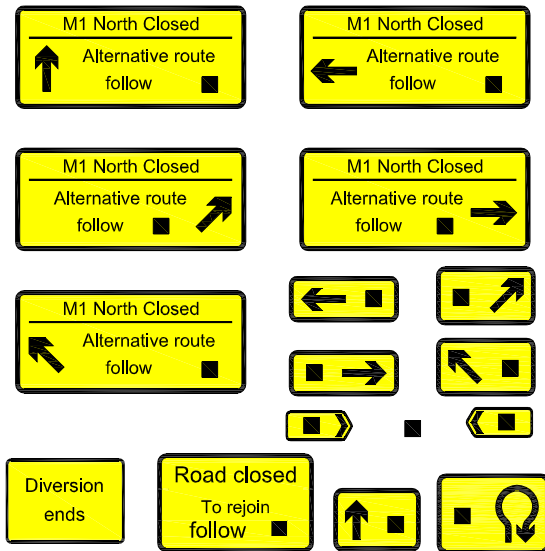 M1 North Closed
Alternative route
follow
M1 North Closed
Alternative route
follow
M1 North Closed
Alternative route
follow
M1 North Closed
Alternative route
follow
M1 North Closed
Alternative route
follow
Diversion
ends
Road closed
To rejoin
follow